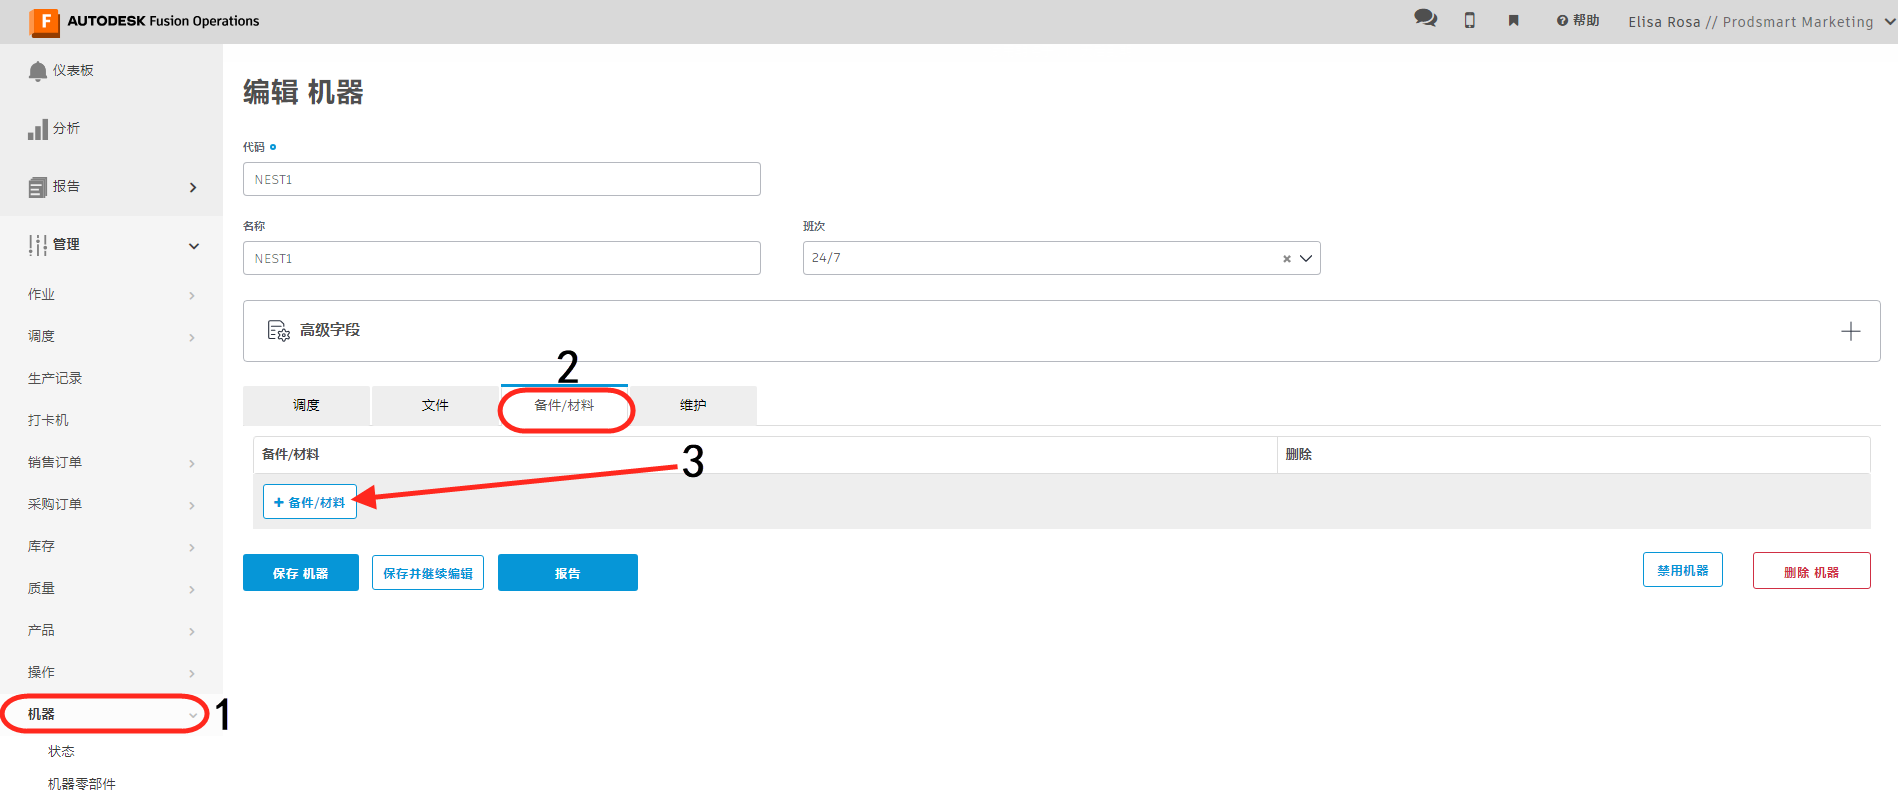 AUTODESK Fusion Operations
帮助
Elisa Rosa // Prodsmart Marketing
仪表板
分析
报告
管理
作业
调度
生产记录
打卡机
销售订单
采购订单
库存
质量
产品
操作
机器
1
状态
机器零部件
编辑 机器
代码
NEST1
名称
班次
NEST1
24/7
高级字段
2
调度
文件
备件/材料
维护
备件/材料
删除
3
+ 备件/材料
保存 机器
保存并继续编辑
报告
禁用机器
删除 机器